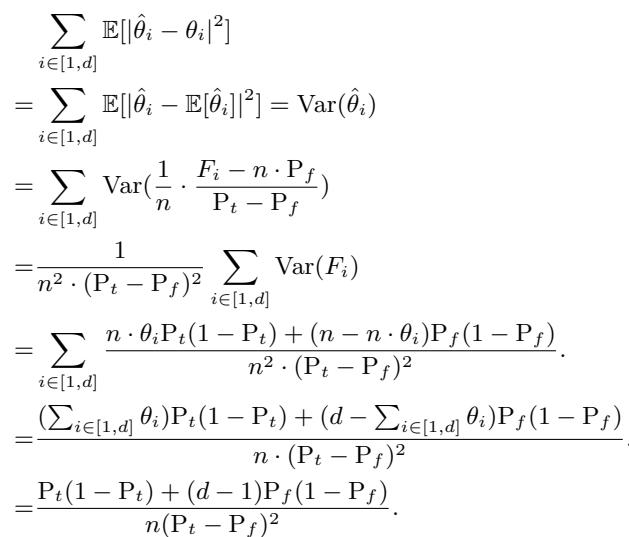 \sum_{i\in[1,d]} \mathbb{E}[|\hat{\theta}_i - \theta_i|^2]
= \sum_{i\in[1,d]} \mathbb{E}[|\hat{\theta}_i - \mathbb{E}[\hat{\theta}_i]|^2] = \mathrm{Var}(\hat{\theta}_i)
= \sum_{i\in[1,d]} \mathrm{Var}(\frac{1}{n} \cdot \frac{F_i - n \cdot \mathrm{P}_f}{\mathrm{P}_t - \mathrm{P}_f})
= \frac{1}{n^2 \cdot (\mathrm{P}_t - \mathrm{P}_f)^2} \sum_{i\in[1,d]} \mathrm{Var}(F_i)
= \sum_{i\in[1,d]} \frac{n \cdot \theta_i \mathrm{P}_t(1 - \mathrm{P}_t) + (n - n \cdot \theta_i)\mathrm{P}_f(1 - \mathrm{P}_f)}{n^2 \cdot (\mathrm{P}_t - \mathrm{P}_f)^2}.
= \frac{(\sum_{i\in[1,d]} \theta_i)\mathrm{P}_t(1 - \mathrm{P}_t) + (d - \sum_{i\in[1,d]} \theta_i)\mathrm{P}_f(1 - \mathrm{P}_f)}{n \cdot (\mathrm{P}_t - \mathrm{P}_f)^2}.
= \frac{\mathrm{P}_t(1 - \mathrm{P}_t) + (d - 1)\mathrm{P}_f(1 - \mathrm{P}_f)}{n(\mathrm{P}_t - \mathrm{P}_f)^2}.